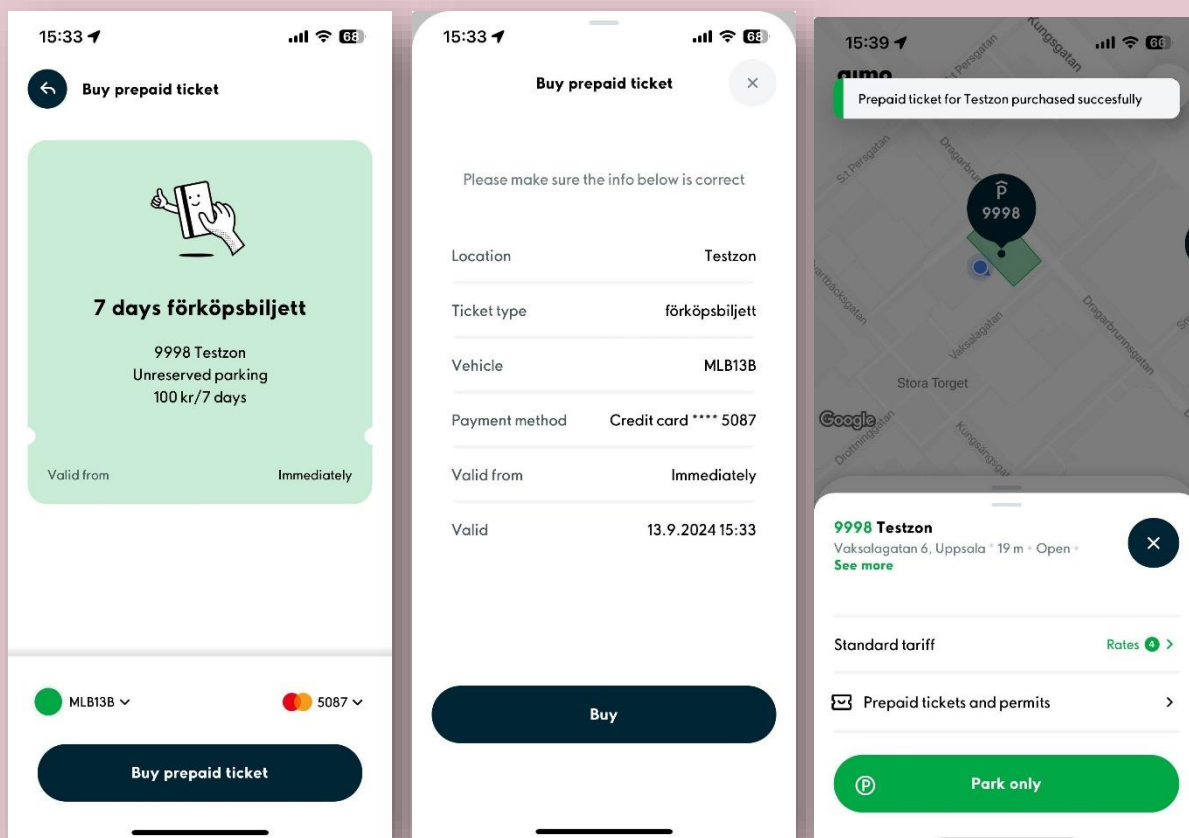 15:33
68
Buy prepaid ticket
7 days förköpsbiljett
9998 Testzon
Unreserved parking
100 kr/7 days
Valid from Immediately
MLB13B
5087
Buy prepaid ticket
15:33
68
Buy prepaid ticket
Please make sure the info below is correct
Location Testzon
Ticket type förköpsbiljett
Vehicle MLB13B
Payment method Credit card **** 5087
Valid from Immediately
Valid 13.9.2024 15:33
Buy
15:39
66
Kungsgatan
aimo
Prepaid ticket for Testzon purchased succesfully
S:t Persgatan
P
9998
Vaksalagatan
Dragarbrunnsgatan
Stora Torget
Google
Kungsängsgatan
9998 Testzon
Vaksalagatan 6, Uppsala • 19 m • Open •
See more
Standard tariff Rates 4
Prepaid tickets and permits
P Park only